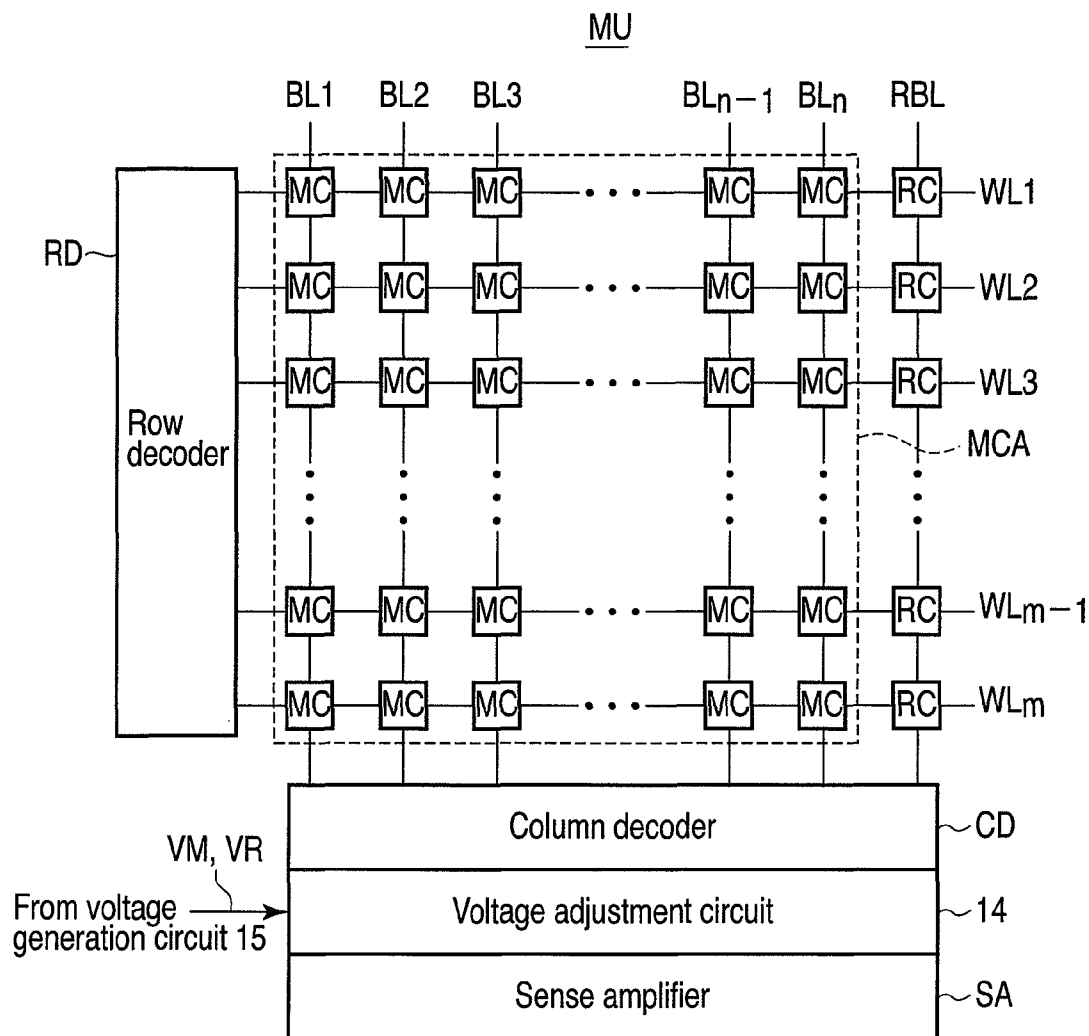 MU
BL1 BL2 BL3 BLn-1 BLn RBL
MC MC MC MC MC RC WL1
RD
MC MC MC MC MC RC WL2
MC MC MC MC MC RC WL3
Row
decoder
MCA
MC MC MC MC MC RC WLm-1
MC MC MC MC MC RC WLm
Column decoder CD
VM, VR
From voltage
generation circuit 15
Voltage adjustment circuit 14
Sense amplifier SA